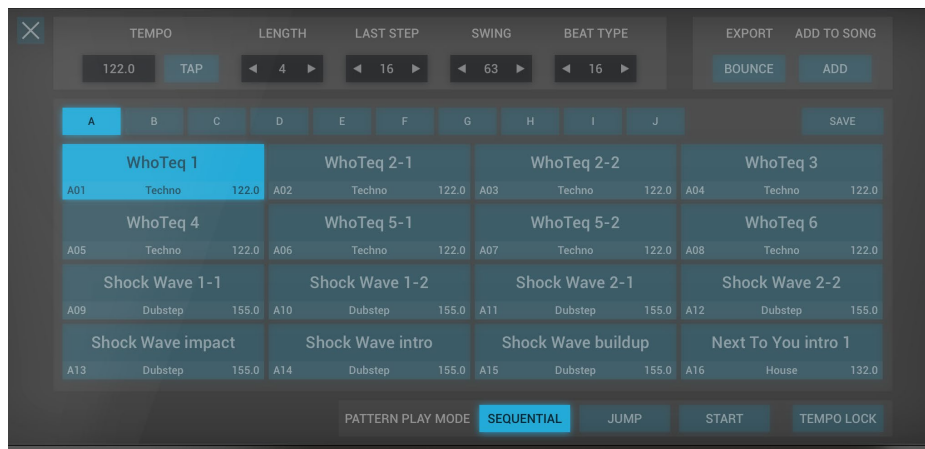 TEMPO LENGTH LAST STEP SWING BEAT TYPE EXPORT ADD TO SONG
122.0 TAP ◄ 4 ► ◄ 16 ► ◄ 63 ► ◄ 16 ► BOUNCE ADD
A B C D E F G H I J SAVE
WhoTeq 1 WhoTeq 2-1 WhoTeq 2-2 WhoTeq 3
A01 Techno 122.0 A02 Techno 122.0 A03 Techno 122.0 A04 Techno 122.0
WhoTeq 4 WhoTeq 5-1 WhoTeq 5-2 WhoTeq 6
A05 Techno 122.0 A06 Techno 122.0 A07 Techno 122.0 A08 Techno 122.0
Shock Wave 1-1 Shock Wave 1-2 Shock Wave 2-1 Shock Wave 2-2
A09 Dubstep 155.0 A10 Dubstep 155.0 A11 Dubstep 155.0 A12 Dubstep 155.0
Shock Wave impact Shock Wave intro Shock Wave buildup Next To You intro 1
A13 Dubstep 155.0 A14 Dubstep 155.0 A15 Dubstep 155.0 A16 House 132.0
PATTERN PLAY MODE SEQUENTIAL JUMP START TEMPO LOCK